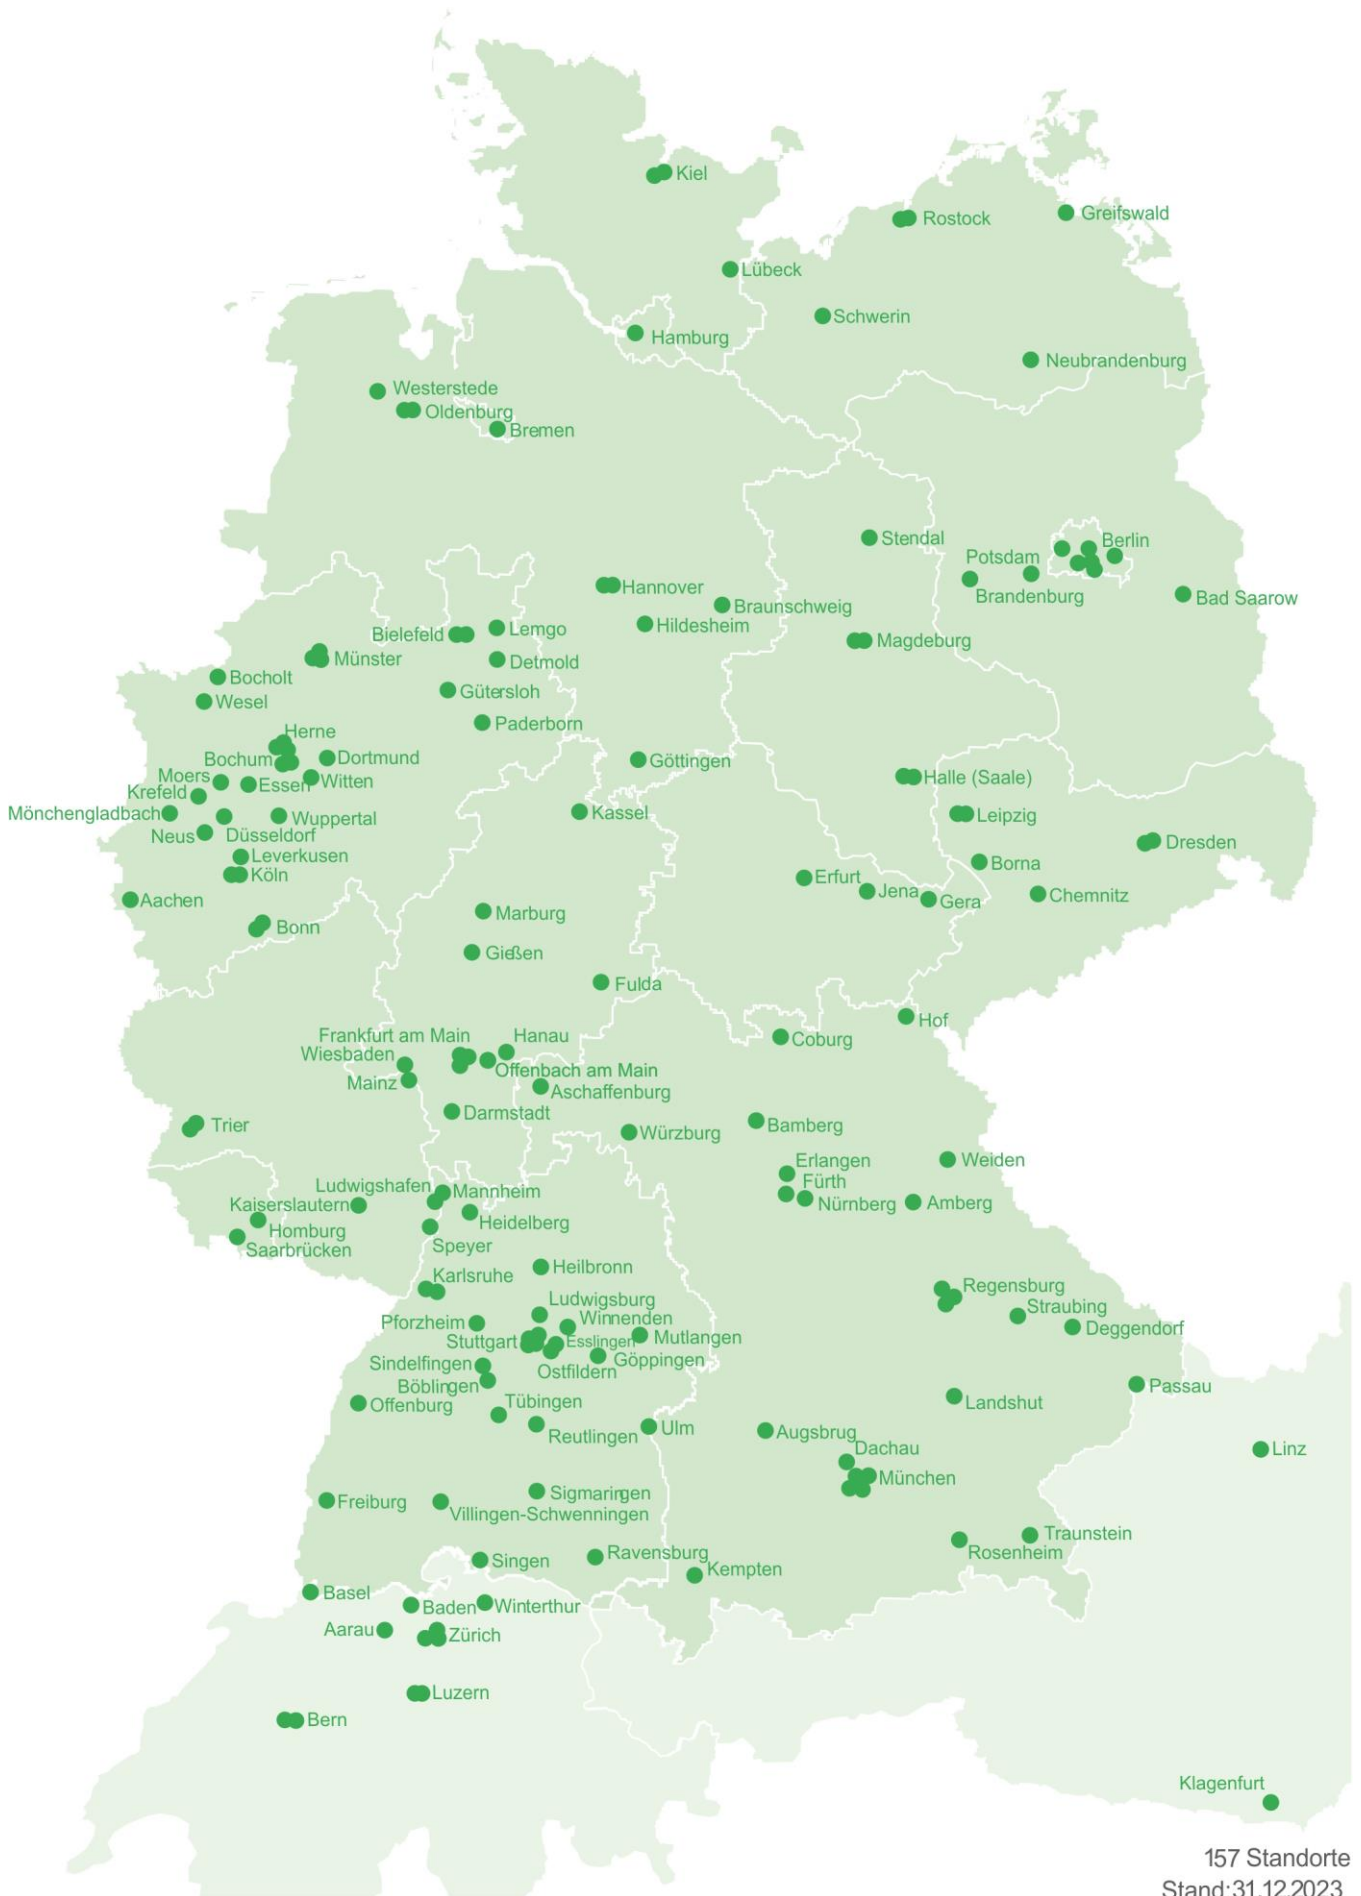 Kiel
Rostock
Greifswald
Lübeck
Schwerin
Hamburg
Neubrandenburg
Westerstede
Oldenburg
Bremen
Stendal
Berlin
Potsdam
Brandenburg
Bad Saarow
Hannover
Braunschweig
Hildesheim
Magdeburg
Bielefeld
Lemgo
Münster
Detmold
Bocholt
Gütersloh
Wesel
Paderborn
Herne
Bochum
Dortmund
Göttingen
Moers
Essen
Witten
Halle (Saale)
Krefeld
Mönchengladbach
Wuppertal
Kassel
Leipzig
Neus
Düsseldorf
Dresden
Leverkusen
Köln
Borna
Erfurt
Jena
Gera
Chemnitz
Aachen
Marburg
Bonn
Gießen
Fulda
Hof
Coburg
Frankfurt am Main
Hanau
Wiesbaden
Offenbach am Main
Mainz
Aschaffenburg
Darmstadt
Trier
Würzburg
Bamberg
Erlangen
Weiden
Fürth
Nürnberg
Amberg
Ludwigshafen
Mannheim
Kaiserslautern
Heidelberg
Homburg
Saarbrücken
Speyer
Heilbronn
Karlsruhe
Regensburg
Ludwigsburg
Straubing
Pforzheim
Winnenden
Deggendorf
Stuttgart
Esslingen
Mutlangen
Sindelfingen
Ostfildern
Göppingen
Böblingen
Passau
Offenburg
Tübingen
Landshut
Reutlingen
Ulm
Augsbrug
Dachau
Linz
München
Sigmaringen
Freiburg
Villingen-Schwenningen
Traunstein
Rosenheim
Singen
Ravensburg
Kempten
Basel
Baden
Winterthur
Aarau
Zürich
Luzern
Bern
Klagenfurt
157 Standorte
Stand:31.12.2023